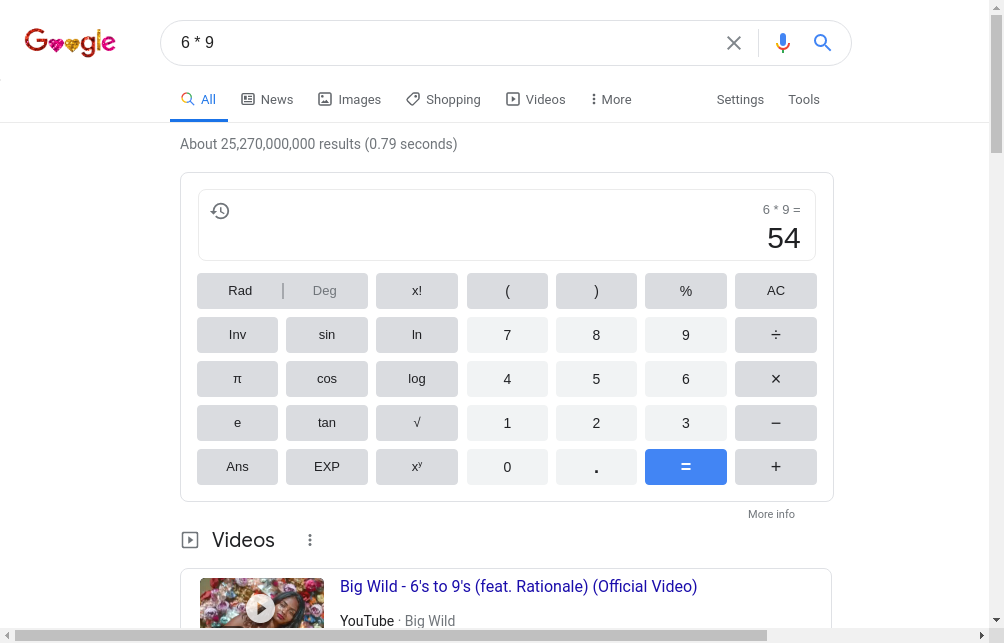 Google
6 * 9
All News Images Shopping Videos More Settings Tools
About 25,270,000,000 results (0.79 seconds)
6 * 9 =
54
Rad | Deg x! ( ) % AC
Inv sin ln 7 8 9 ÷
π cos log 4 5 6 ×
e tan √ 1 2 3 −
Ans EXP xʸ 0 . = +
More info
Videos
Big Wild - 6's to 9's (feat. Rationale) (Official Video)
YouTube · Big Wild